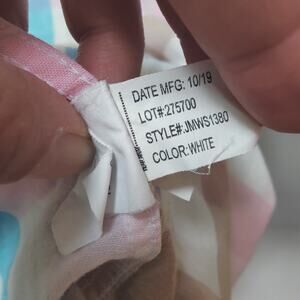 DATE MFG: 10/19
LOT#:275700
STYLE#:JMWS1380
COLOR:WHITE